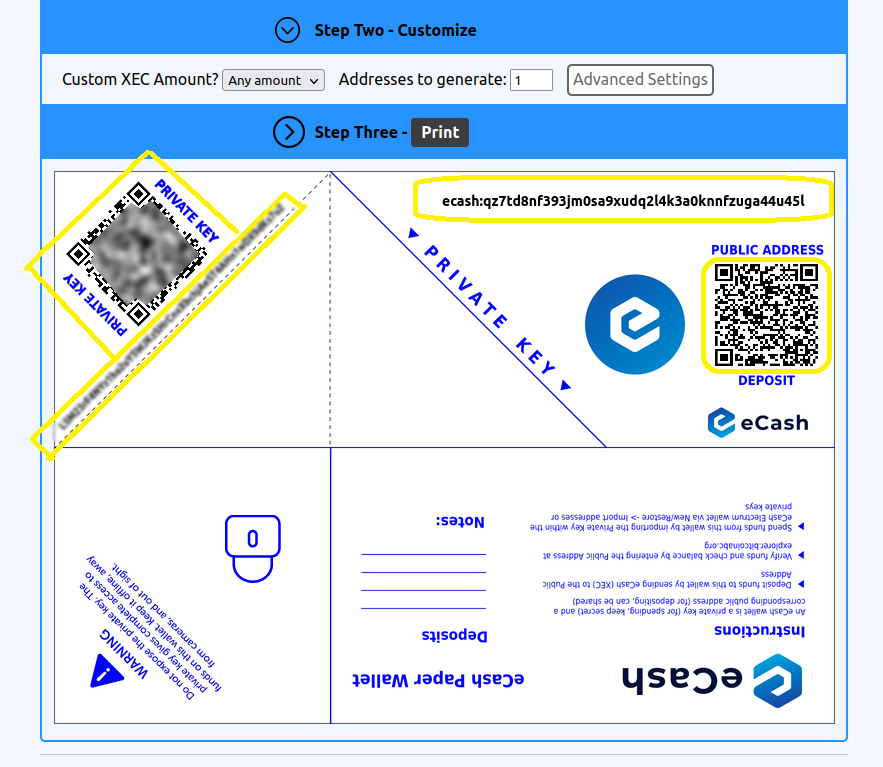 Step Two - Customize
Custom XEC Amount? Any amount Addresses to generate: 1 Advanced Settings
Step Three - Print
PRIVATE KEY
PRIVATE KEY
ecash:qz7td8nf393jm0sa9xudq2l4k3a0knnfzuga44u45l
PRIVATE KEY
PUBLIC ADDRESS
DEPOSIT
eCash
eCash
Instructions
An eCash wallet is a private key (for spending, keep secret) and a
corresponding public address (for depositing, can be shared)
Deposit funds to this wallet by sending eCash (XEC) to the Public
Address
Verify funds and check balance by entering the Public Address at
explorer.bitcoinabc.org
Spend funds from this wallet by importing the Private Key within the
eCash Electrum wallet via New/Restore -> Import addresses or
private keys
eCash Paper Wallet
Deposits
Notes:
WARNING
Do not expose the private key. The
private key gives complete access to
funds on this wallet. Keep it offline, away
from cameras, and out of sight.